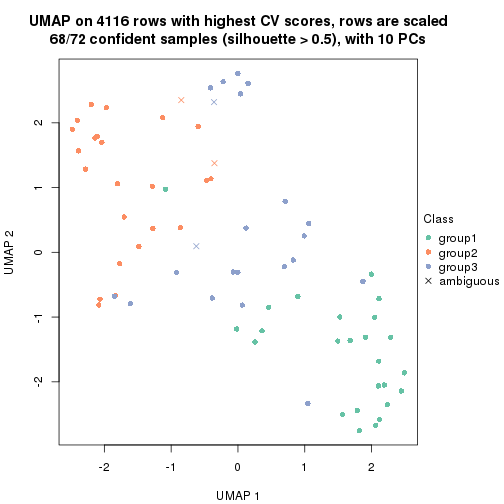 UMAP on 4116 rows with highest CV scores, rows are scaled
68/72 confident samples (silhouette > 0.5), with 10 PCs
2
1
0
-1
-2
UMAP 2
-2
-1
0
1
2
UMAP 1
Class
group1
group2
group3
ambiguous